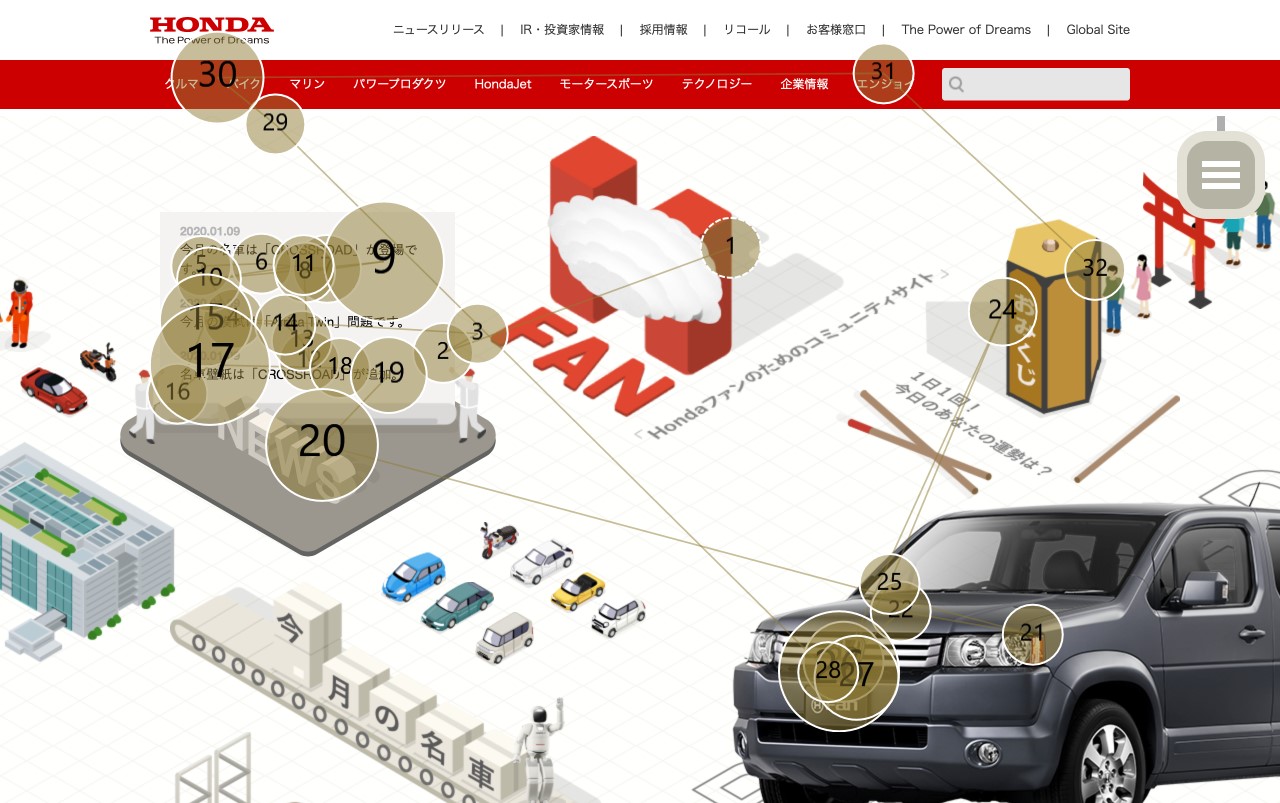 HONDA
The Power of Dreams
ニュースリリース | IR・投資家情報 | 採用情報 | リコール | お客様窓口 | The Power of Dreams | Global Site
クルマ バイク マリン パワープロダクツ HondaJet モータースポーツ テクノロジー 企業情報 エンジョイ
30
31
29
2020.01.09
今月の名車は「CROSSROAD」が登場です。
9
5
6
11
8
10
1
FAN
「Hondaファンのためのコミュニティサイト」
32
24
おみくじ
1日1回！
今日のあなたの運勢は？
問題です。
15
4
14
3
2
13
17
18
19
16
名車壁紙は「CROSSROAD」が追加
20
NEWS
25
22
21
28
27
Fan
今月の名車